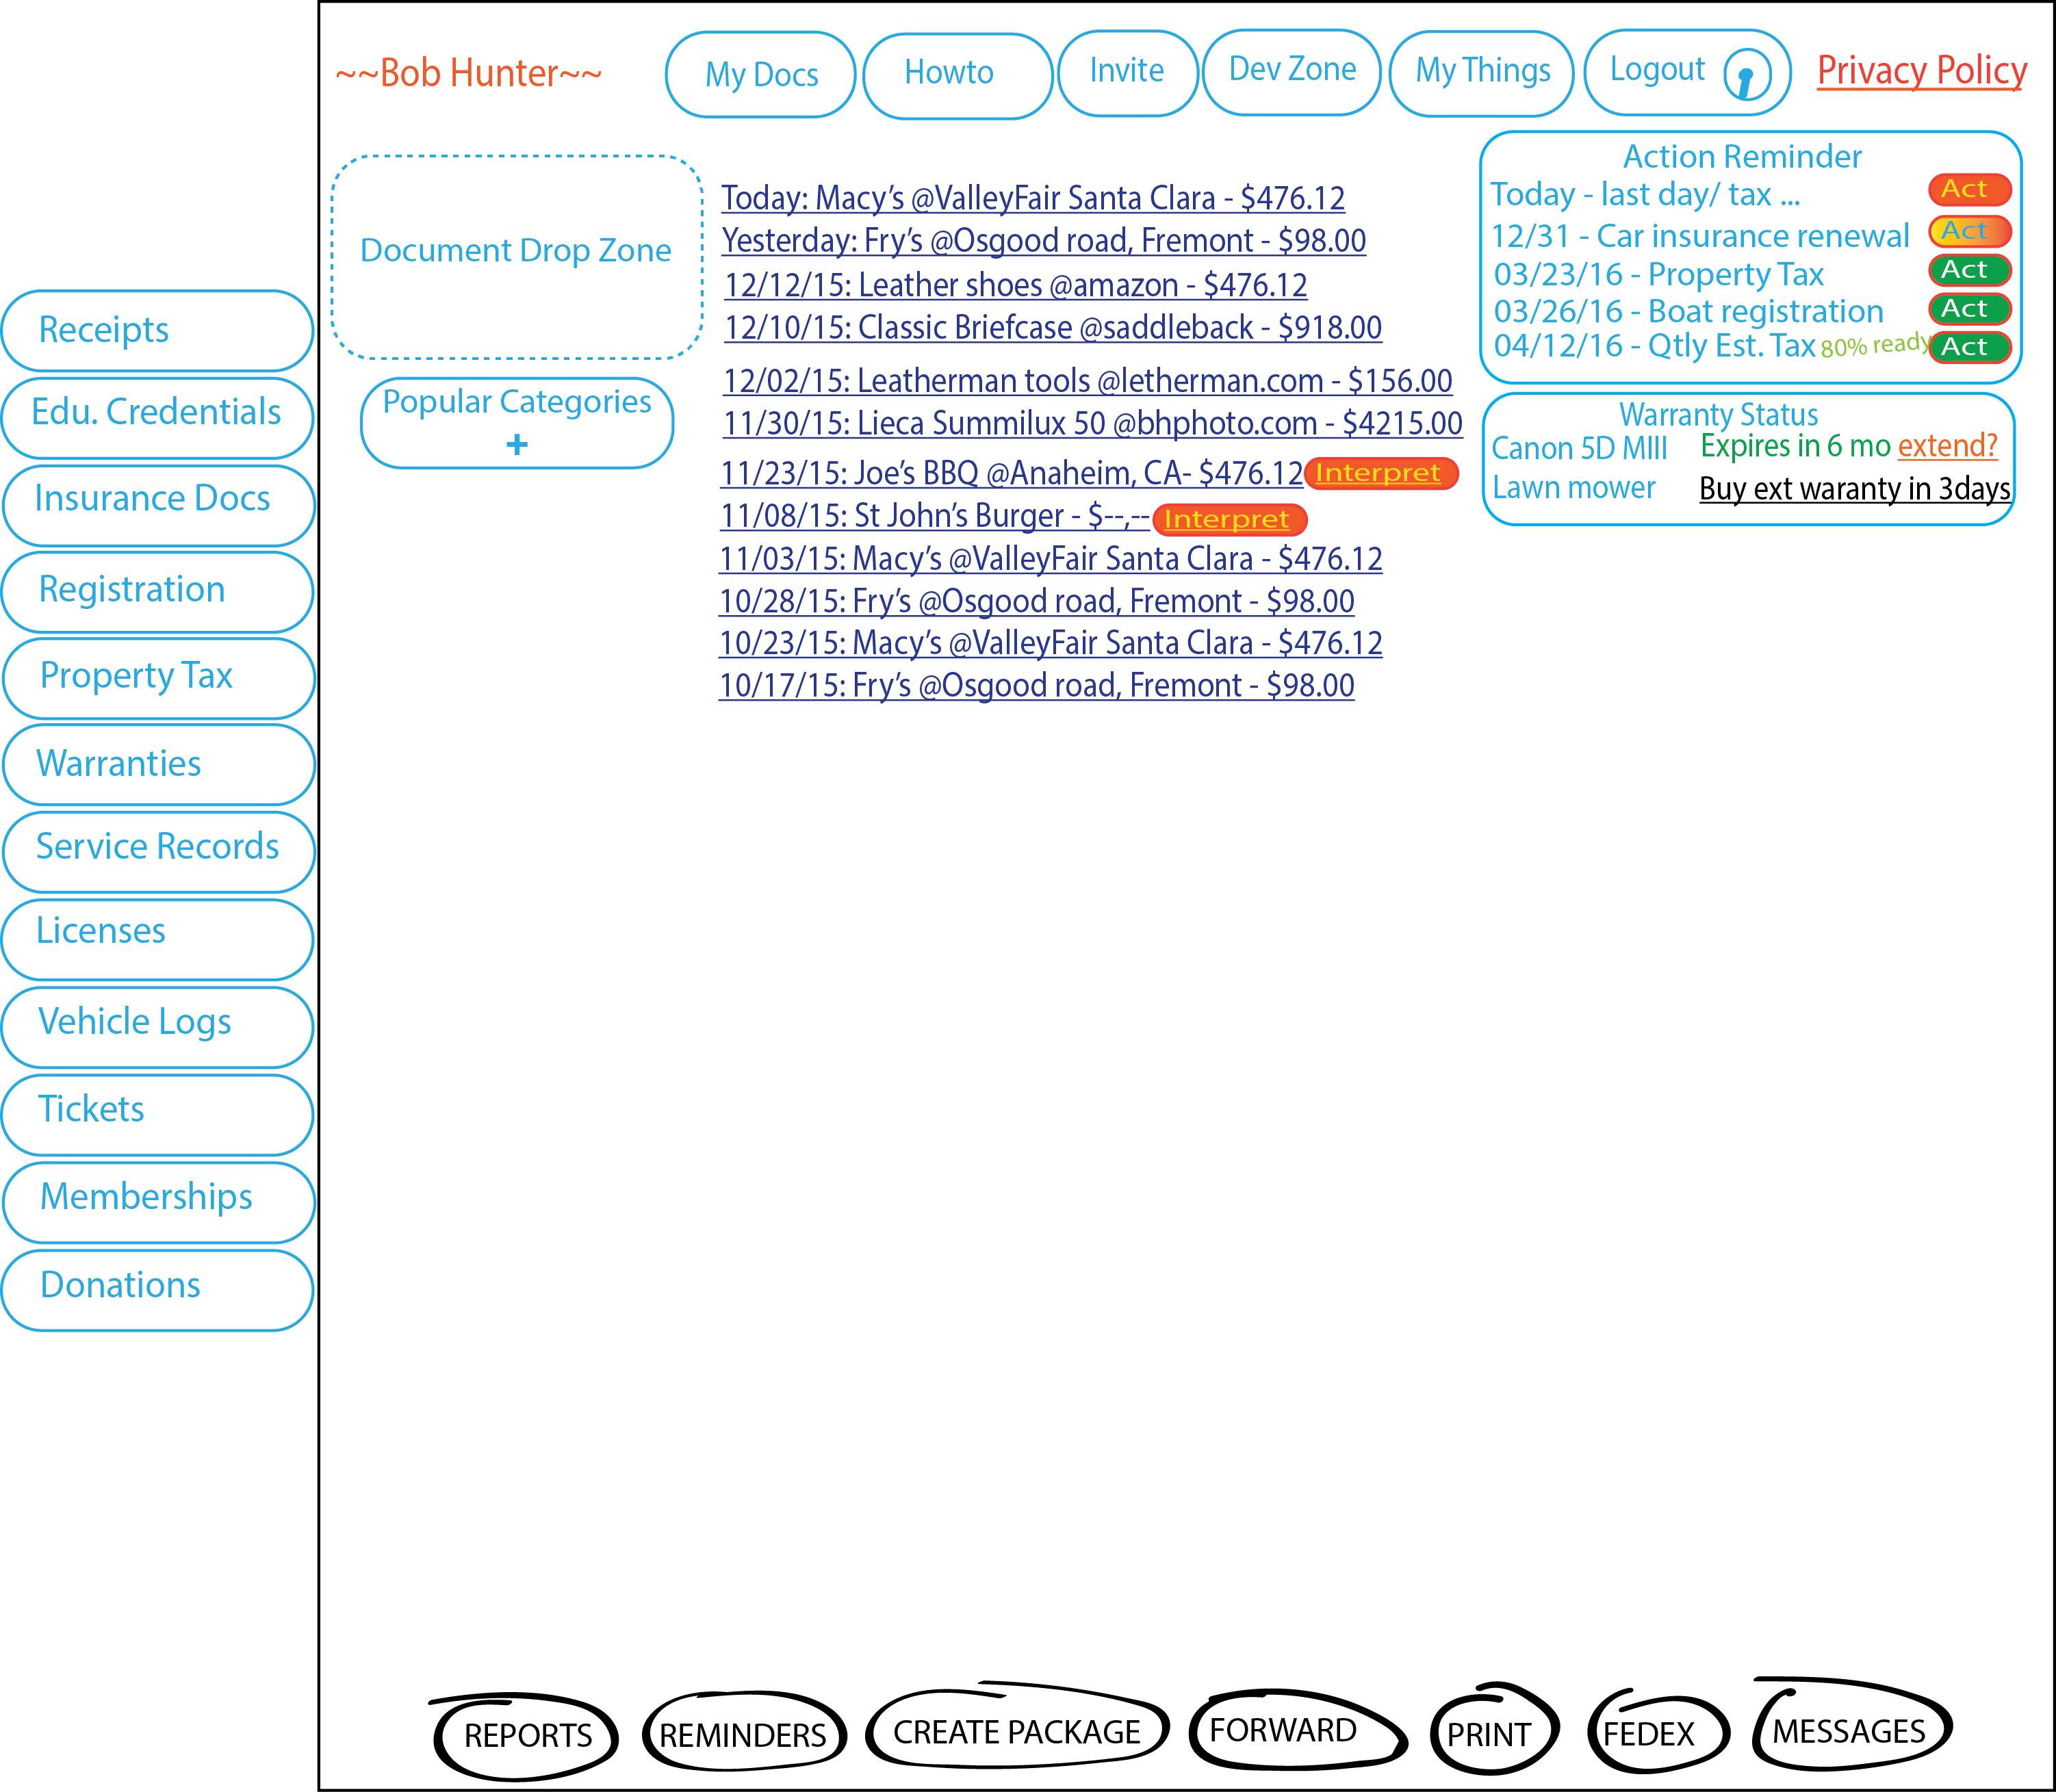 ~~Bob Hunter~~
My Docs
Howto
Invite
Dev Zone
My Things
Logout
Privacy Policy
Receipts
Edu. Credentials
Insurance Docs
Registration
Property Tax
Warranties
Service Records
Licenses
Vehicle Logs
Tickets
Memberships
Donations
Document Drop Zone
Popular Categories
+
Today: Macy’s @ValleyFair Santa Clara - $476.12
Yesterday: Fry’s @Osgood road, Fremont - $98.00
12/12/15: Leather shoes @amazon - $476.12
12/10/15: Classic Briefcase @saddleback - $918.00
12/02/15: Leatherman tools @letherman.com - $156.00
11/30/15: Lieca Summilux 50 @bhphoto.com - $4215.00
11/23/15: Joe’s BBQ @Anaheim, CA- $476.12 Interpret
11/08/15: St John’s Burger - $--,-- Interpret
11/03/15: Macy’s @ValleyFair Santa Clara - $476.12
10/28/15: Fry’s @Osgood road, Fremont - $98.00
10/23/15: Macy’s @ValleyFair Santa Clara - $476.12
10/17/15: Fry’s @Osgood road, Fremont - $98.00
Action Reminder
Today - last day/ tax ... Act
12/31 - Car insurance renewal Act
03/23/16 - Property Tax Act
03/26/16 - Boat registration Act
04/12/16 - Qtly Est. Tax 80% ready Act
Warranty Status
Canon 5D MIII Expires in 6 mo extend?
Lawn mower Buy ext waranty in 3days
REPORTS
REMINDERS
CREATE PACKAGE
FORWARD
PRINT
FEDEX
MESSAGES